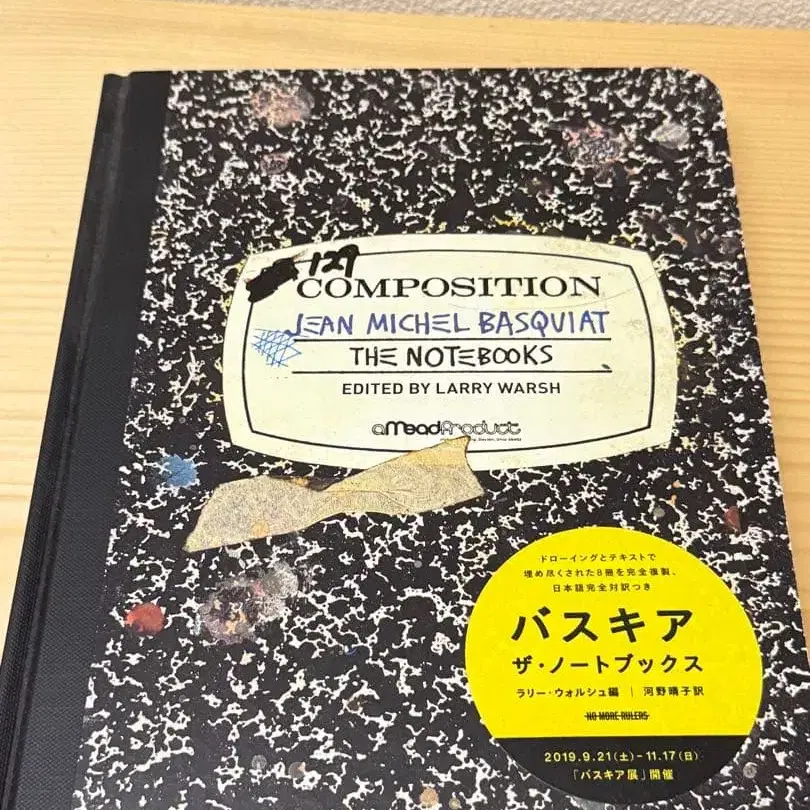 129
COMPOSITION
JEAN MICHEL BASQUIAT
THE NOTEBOOKS
EDITED BY LARRY WARSH
aMeadProduct
ドローイングとテキストで
埋め尽くされた8冊を完全複製、
日本語完全対訳つき
バスキア
ザ・ノートブックス
ラリー・ウォルシュ編 | 河野晴子訳
NO MORE RULERS
2019.9.21(土)-11.17(日)
「バスキア展」開催